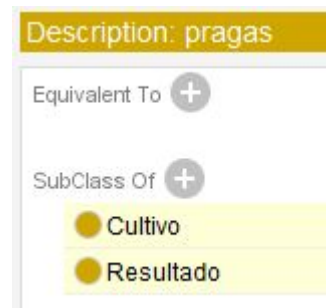 Description: pragas
Equivalent To
SubClass Of
Cultivo
Resultado